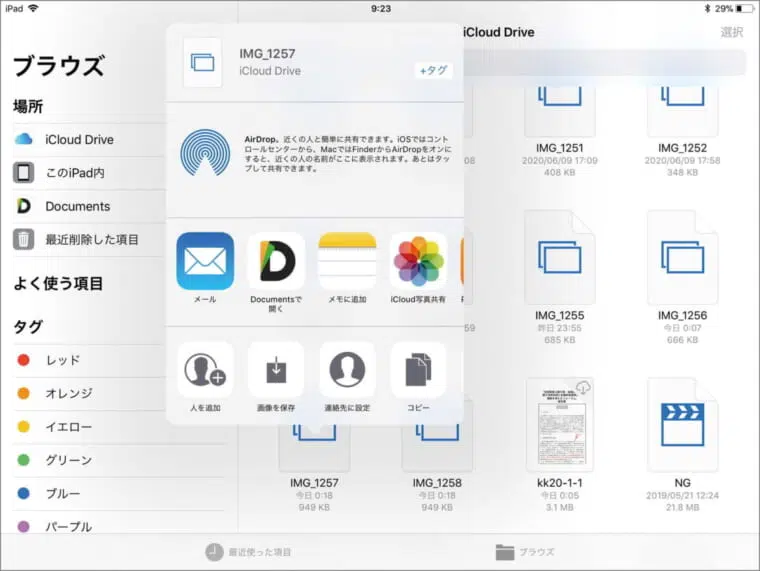 iPad
9:23
29%
ブラウズ
場所
iCloud Drive
このiPad内
Documents
最近削除した項目
よく使う項目
タグ
レッド
オレンジ
イエロー
グリーン
ブルー
パープル
IMG_1257
iCloud Drive
+タグ
AirDrop。近くの人と簡単に共有できます。iOSではコント
ロールセンターから、MacではFinderからAirDropをオンに
すると、近くの人の名前がここに表示されます。あとはタッ
プして共有できます。
メール
Documentsで
開く
メモに追加
iCloud写真共有
人を追加
画像を保存
連絡先に設定
コピー
iCloud Drive
選択
IMG_1251
2020/06/09 17:09
408 KB
IMG_1252
2020/06/09 17:58
348 KB
IMG_1255
昨日 23:55
685 KB
IMG_1256
今日 0:07
666 KB
IMG_1257
今日 0:18
949 KB
IMG_1258
今日 0:18
949 KB
kk20-1-1
今日 0:05
3.1 MB
NG
2019/05/21 12:24
21.8 MB
最近使った項目
ブラウズ